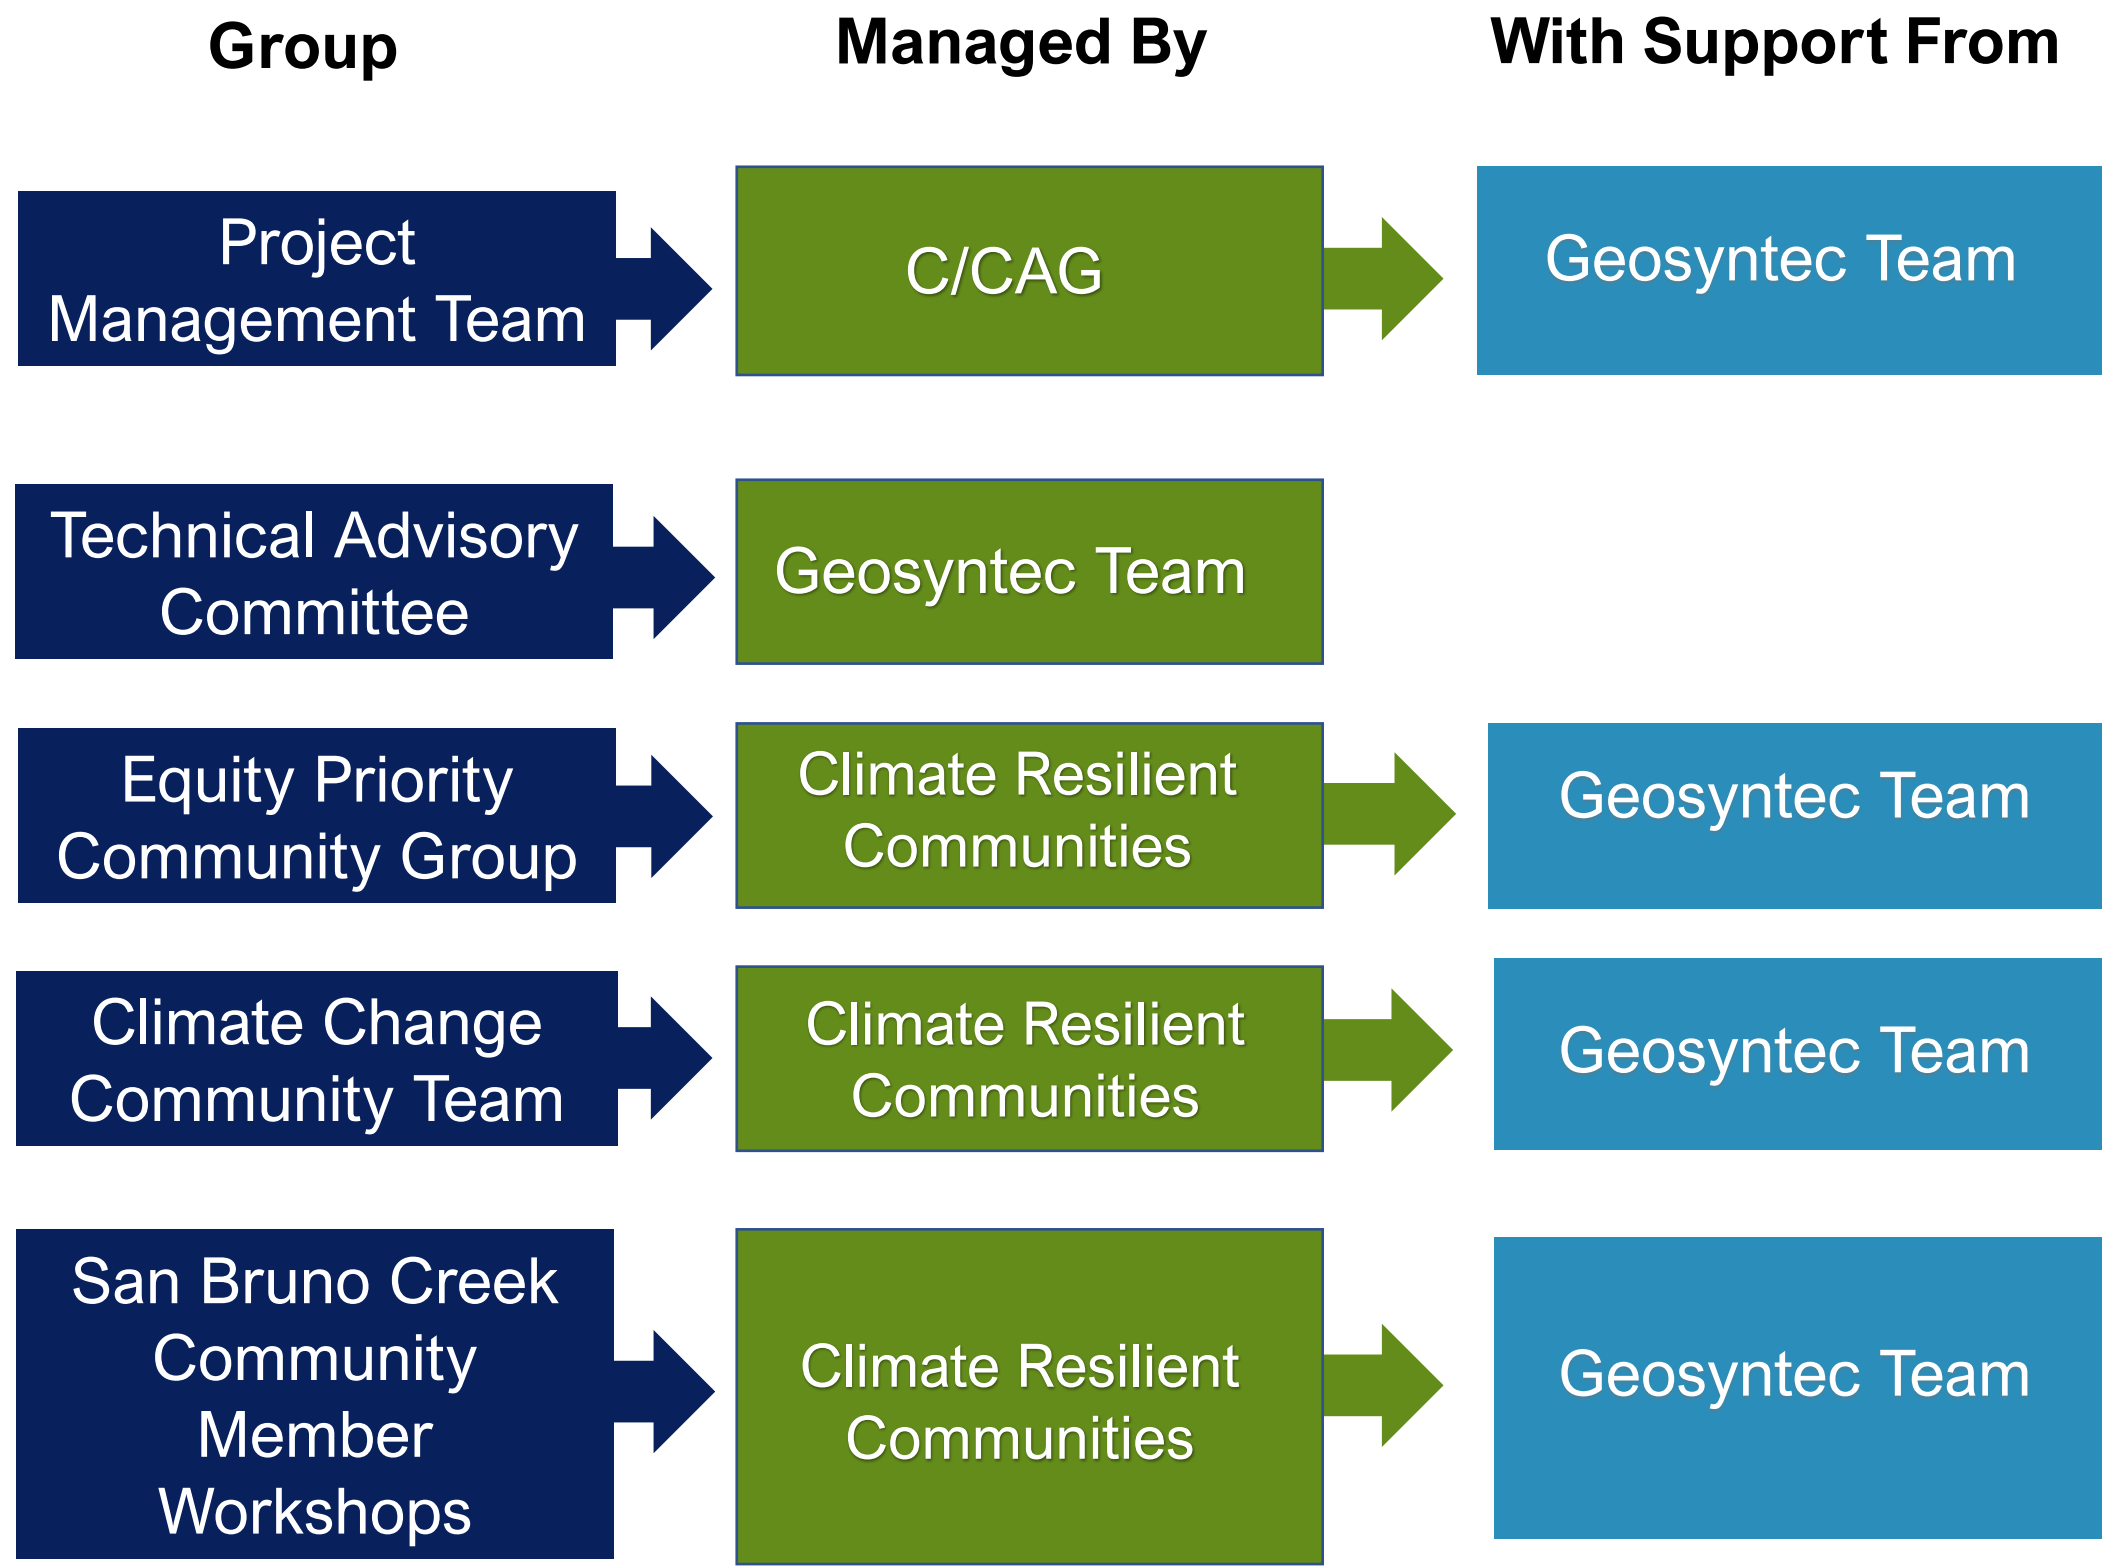 Group
Managed By
With Support From
Project
Management Team
C/CAG
Geosyntec Team
Technical Advisory
Committee
Geosyntec Team
Equity Priority
Community Group
Climate Resilient
Communities
Geosyntec Team
Climate Change
Community Team
Climate Resilient
Communities
Geosyntec Team
San Bruno Creek
Community
Member
Workshops
Climate Resilient
Communities
Geosyntec Team